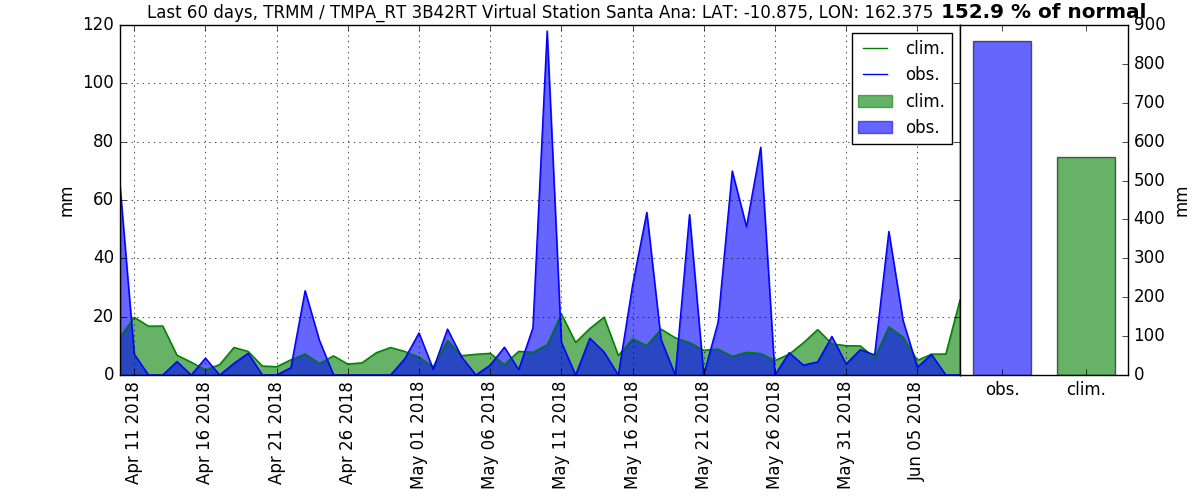 Last 60 days, TRMM / TMPA_RT 3B42RT Virtual Station Santa Ana: LAT: -10.875, LON: 162.375 152.9 % of normal
120
100
80
60
40
20
0
mm
clim.
obs.
clim.
obs.
900
800
700
600
500
400
300
200
100
0
mm
obs.
clim.
Apr 11 2018
Apr 16 2018
Apr 21 2018
Apr 26 2018
May 01 2018
May 06 2018
May 11 2018
May 16 2018
May 21 2018
May 26 2018
May 31 2018
Jun 05 2018